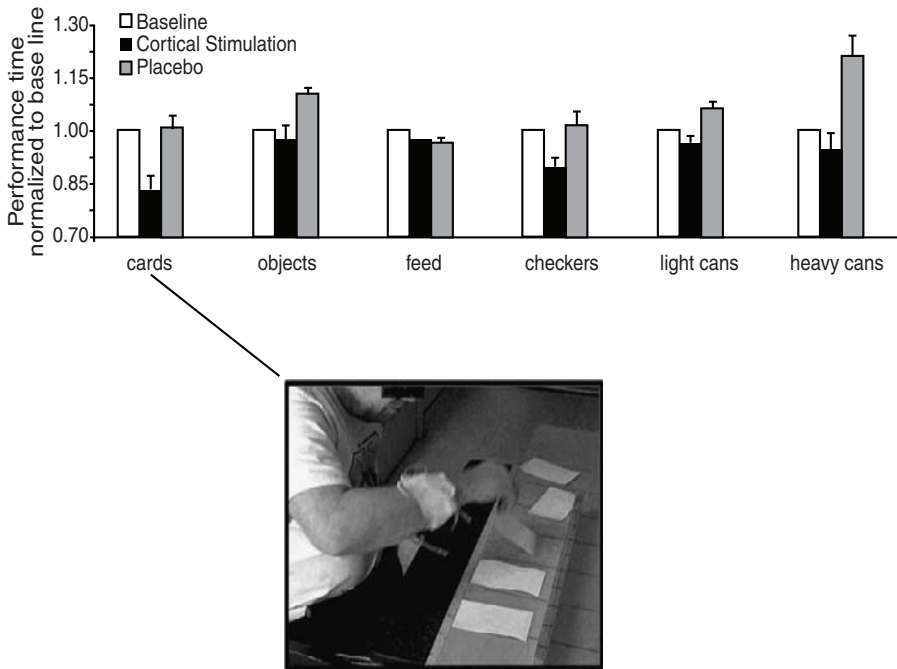 Performance time
normalized to base line
1.30
1.15
1.00
0.85
0.70
Baseline
Cortical Stimulation
Placebo
cards
objects
feed
checkers
light cans
heavy cans